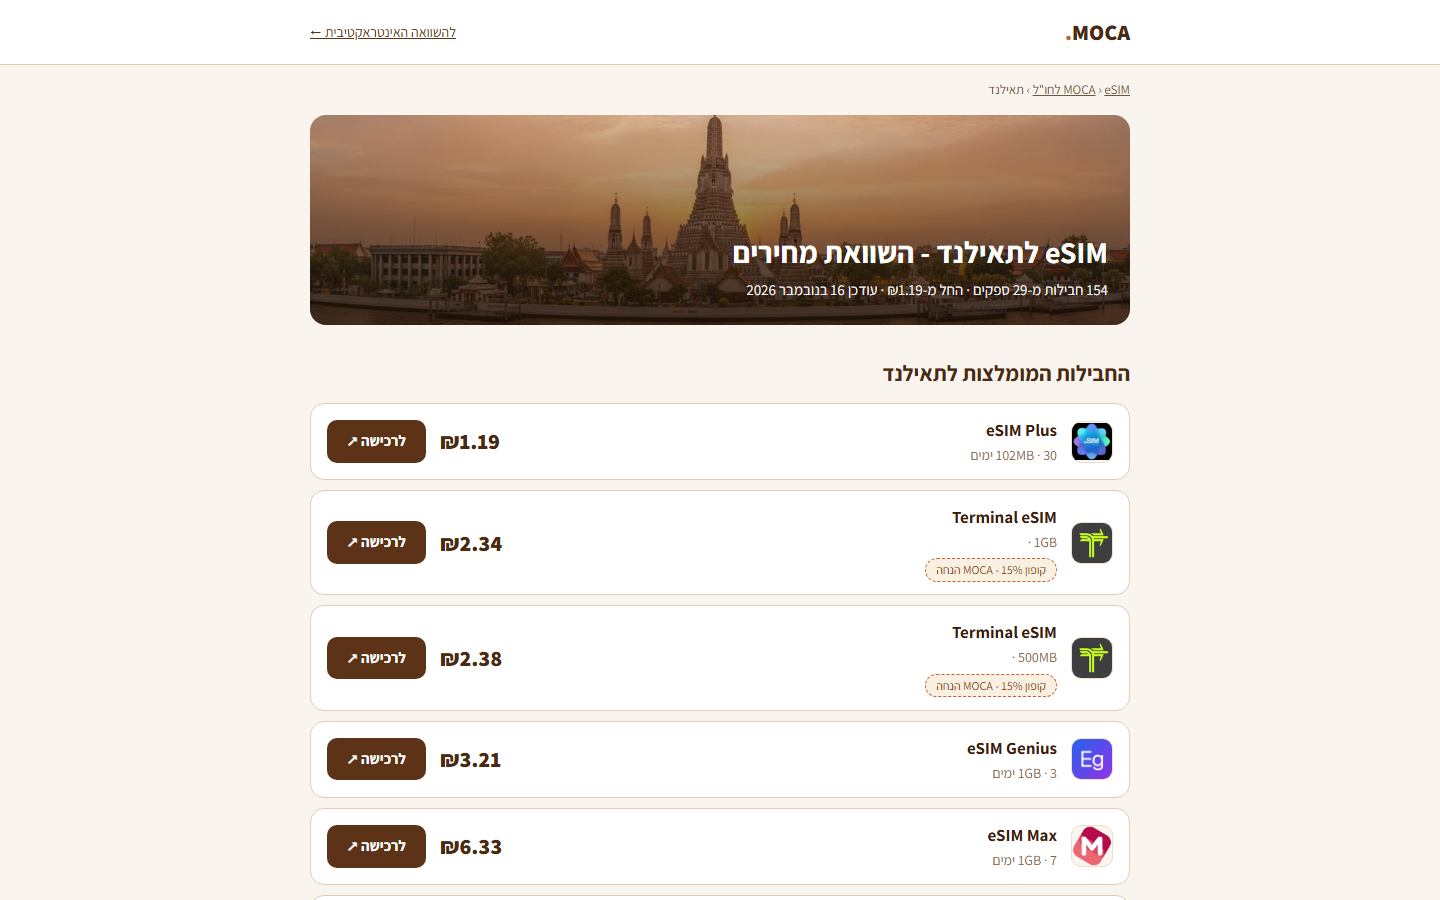 MOCA.
להשוואה האינטראקטיבית ←
eSIM › MOCA לחו"ל › תאילנד
eSIM לתאילנד - השוואת מחירים
154 חבילות מ-29 ספקים · החל מ-₪1.19 · עודכן 16 בנובמבר 2026
החבילות המומלצות לתאילנד
eSIM Plus
102MB · 30 ימים
₪1.19
לרכישה ↗
Terminal eSIM
1GB ·
קופון MOCA - 15% הנחה
₪2.34
לרכישה ↗
Terminal eSIM
500MB ·
קופון MOCA - 15% הנחה
₪2.38
לרכישה ↗
Eg
eSIM Genius
1GB · 3 ימים
₪3.21
לרכישה ↗
M
eSIM Max
1GB · 7 ימים
₪6.33
לרכישה ↗